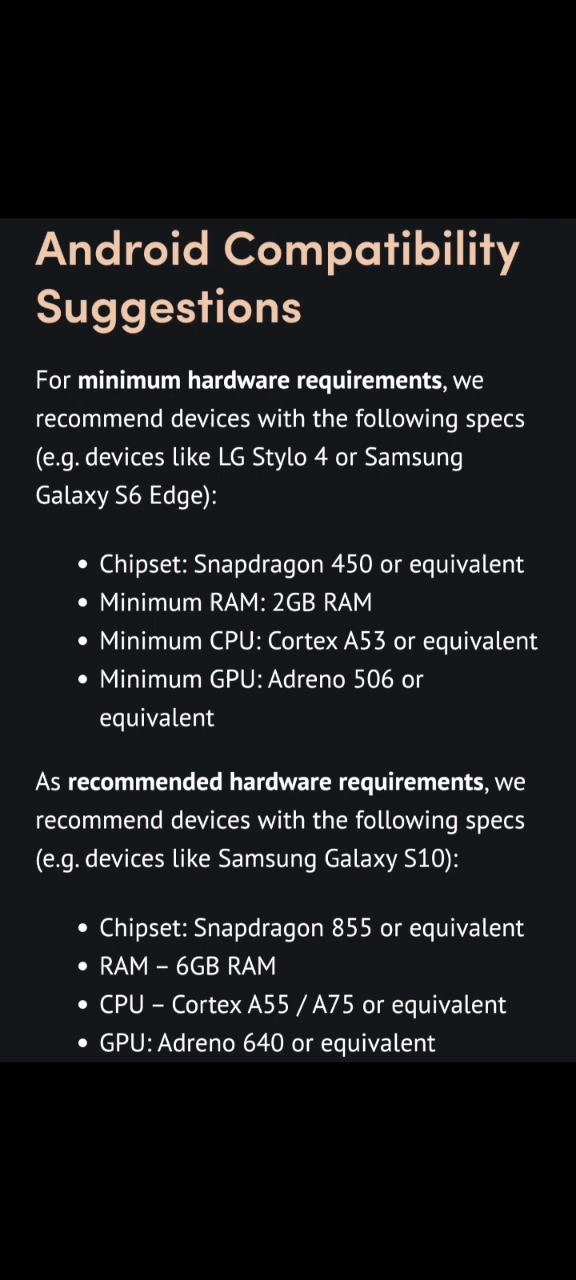 Android Compatibility
Suggestions
For minimum hardware requirements, we
recommend devices with the following specs
(e.g. devices like LG Stylo 4 or Samsung
Galaxy S6 Edge):
• Chipset: Snapdragon 450 or equivalent
• Minimum RAM: 2GB RAM
• Minimum CPU: Cortex A53 or equivalent
• Minimum GPU: Adreno 506 or
equivalent
As recommended hardware requirements, we
recommend devices with the following specs
(e.g. devices like Samsung Galaxy S10):
• Chipset: Snapdragon 855 or equivalent
• RAM – 6GB RAM
• CPU – Cortex A55 / A75 or equivalent
• GPU: Adreno 640 or equivalent